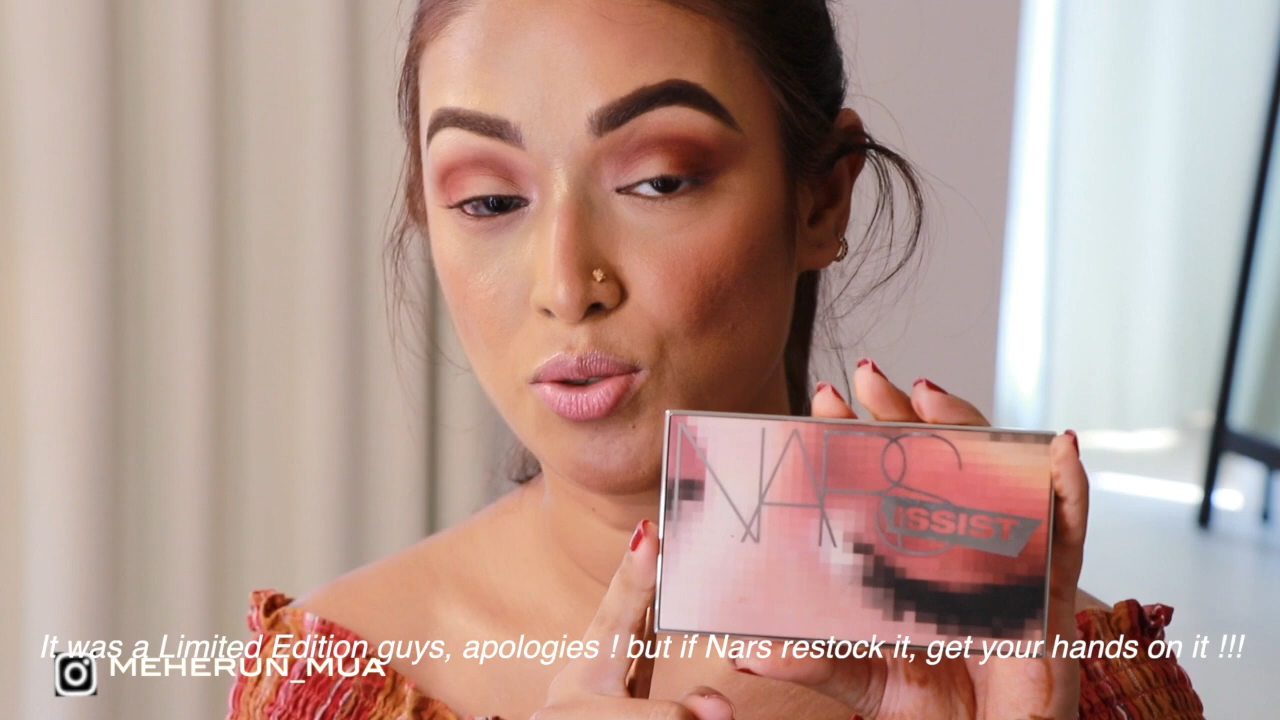 NARS
ISSIST
It was a Limited Edition guys, apologies ! but if Nars restock it, get your hands on it !!!
MEHERUN_MUA